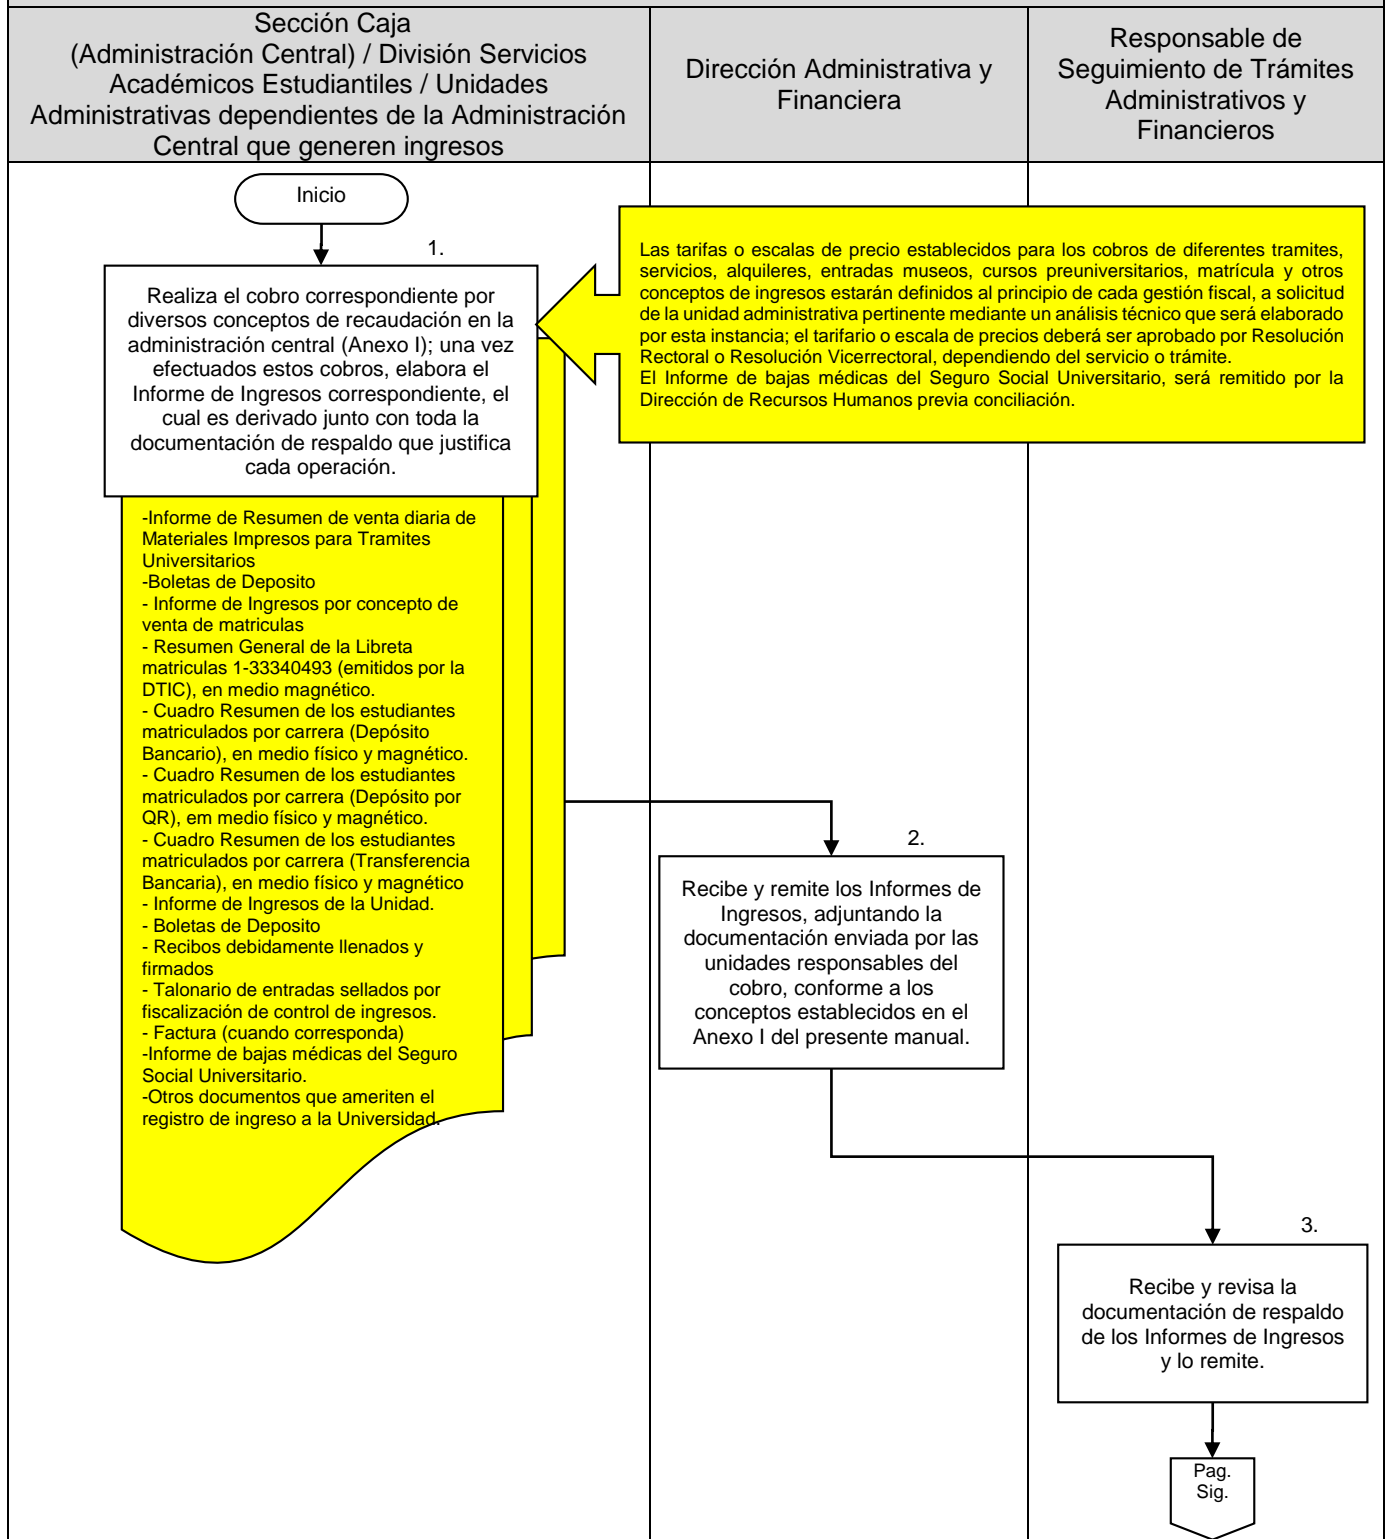 Sección Caja
(Administración Central) / División Servicios
Académicos Estudiantiles / Unidades
Administrativas dependientes de la Administración
Central que generen ingresos
Dirección Administrativa y
Financiera
Responsable de
Seguimiento de Trámites
Administrativos y
Financieros
Inicio
1.
Realiza el cobro correspondiente por
diversos conceptos de recaudación en la
administración central (Anexo I); una vez
efectuados estos cobros, elabora el
Informe de Ingresos correspondiente, el
cual es derivado junto con toda la
documentación de respaldo que justifica
cada operación.
Las tarifas o escalas de precio establecidos para los cobros de diferentes tramites,
servicios, alquileres, entradas museos, cursos preuniversitarios, matrícula y otros
conceptos de ingresos estarán definidos al principio de cada gestión fiscal, a solicitud
de la unidad administrativa pertinente mediante un análisis técnico que será elaborado
por esta instancia; el tarifario o escala de precios deberá ser aprobado por Resolución
Rectoral o Resolución Vicerrectoral, dependiendo del servicio o trámite.
El Informe de bajas médicas del Seguro Social Universitario, será remitido por la
Dirección de Recursos Humanos previa conciliación.
-Informe de Resumen de venta diaria de
Materiales Impresos para Tramites
Universitarios
-Boletas de Deposito
- Informe de Ingresos por concepto de
venta de matriculas
- Resumen General de la Libreta
matriculas 1-33340493 (emitidos por la
DTIC), en medio magnético.
- Cuadro Resumen de los estudiantes
matriculados por carrera (Depósito
Bancario), en medio físico y magnético.
- Cuadro Resumen de los estudiantes
matriculados por carrera (Depósito por
QR), em medio físico y magnético.
- Cuadro Resumen de los estudiantes
matriculados por carrera (Transferencia
Bancaria), en medio físico y magnético
- Informe de Ingresos de la Unidad.
- Boletas de Deposito
- Recibos debidamente llenados y
firmados
- Talonario de entradas sellados por
fiscalización de control de ingresos.
- Factura (cuando corresponda)
-Informe de bajas médicas del Seguro
Social Universitario.
-Otros documentos que ameriten el
registro de ingreso a la Universidad.
2.
Recibe y remite los Informes de
Ingresos, adjuntando la
documentación enviada por las
unidades responsables del
cobro, conforme a los
conceptos establecidos en el
Anexo I del presente manual.
3.
Recibe y revisa la
documentación de respaldo
de los Informes de Ingresos
y lo remite.
Pag.
Sig.